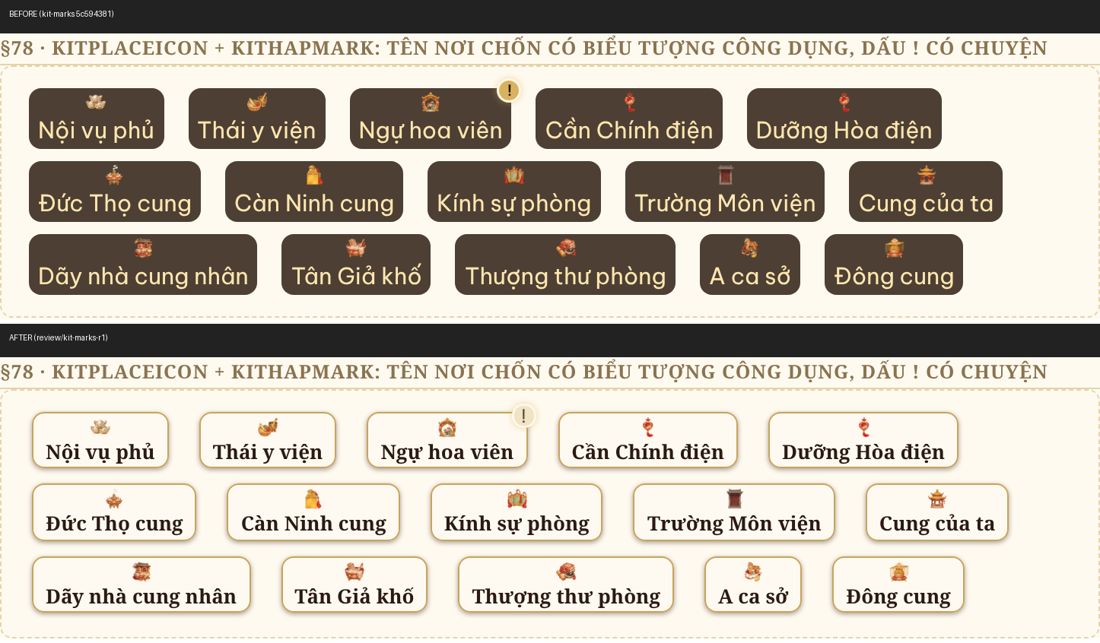 BEFORE (kit-marks 5c594381)
§78 · KITPLACEICON + KITHAPMARK: TÊN NƠI CHỐN CÓ BIỂU TƯỢNG CÔNG DỤNG, DẤU ! CÓ CHUYỆN
!
Nội vụ phủ Thái y viện Ngự hoa viên Cần Chính điện Dưỡng Hòa điện
Đức Thọ cung Càn Ninh cung Kính sự phòng Trường Môn viện Cung của ta
Dãy nhà cung nhân Tân Giả khố Thượng thư phòng A ca sở Đông cung
AFTER (review/kit-marks-r1)
§78 · KITPLACEICON + KITHAPMARK: TÊN NƠI CHỐN CÓ BIỂU TƯỢNG CÔNG DỤNG, DẤU ! CÓ CHUYỆN
!
Nội vụ phủ Thái y viện Ngự hoa viên Cần Chính điện Dưỡng Hòa điện
Đức Thọ cung Càn Ninh cung Kính sự phòng Trường Môn viện Cung của ta
Dãy nhà cung nhân Tân Giả khố Thượng thư phòng A ca sở Đông cung